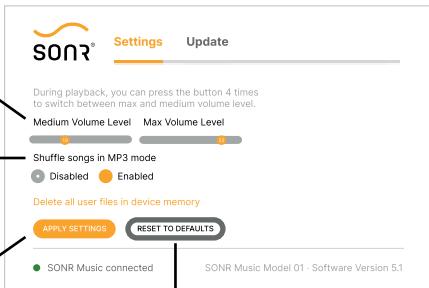 SONR®
Settings Update
During playback, you can press the button 4 times
to switch between max and medium volume level.
Medium Volume Level Max Volume Level
Shuffle songs in MP3 mode
Disabled Enabled
Delete all user files in device memory
APPLY SETTINGS RESET TO DEFAULTS
SONR Music connected SONR Music Model 01 · Software Version 5.1